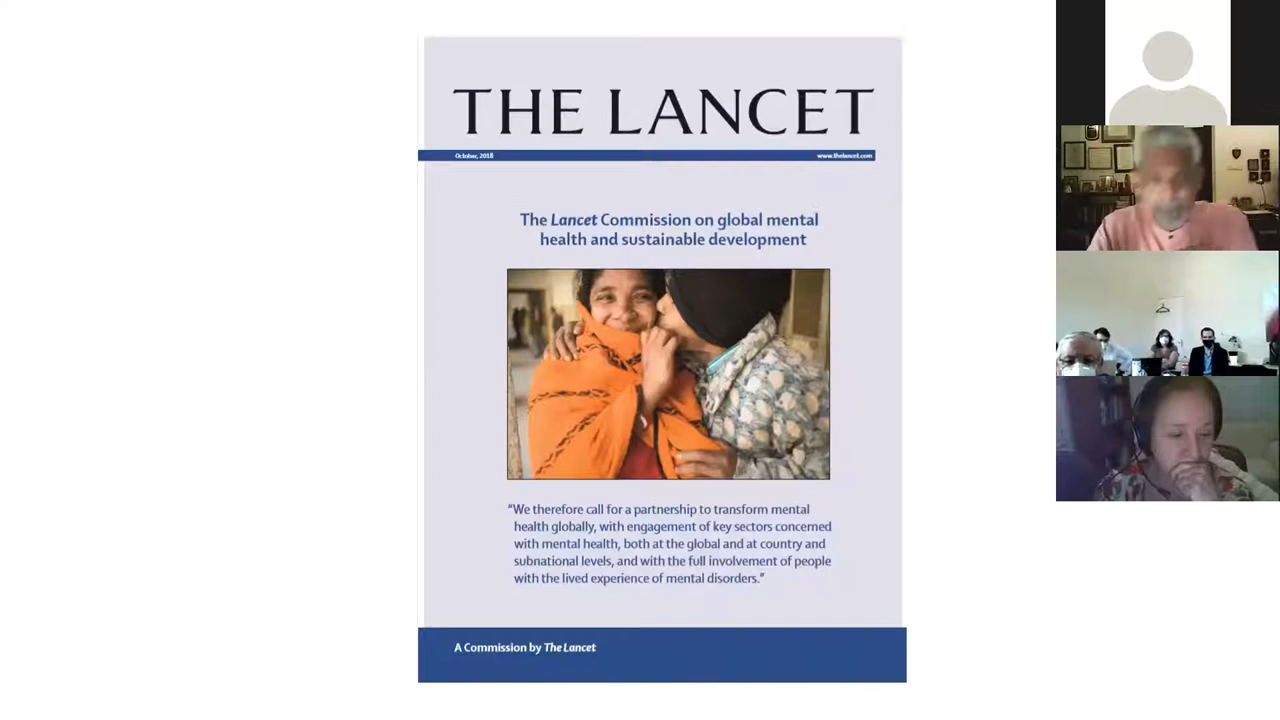 THE LANCET
October, 2018 www.thelancet.com
The Lancet Commission on global mental
health and sustainable development
“We therefore call for a partnership to transform mental
health globally, with engagement of key sectors concerned
with mental health, both at the global and at country and
subnational levels, and with the full involvement of people
with the lived experience of mental disorders.”
A Commission by The Lancet